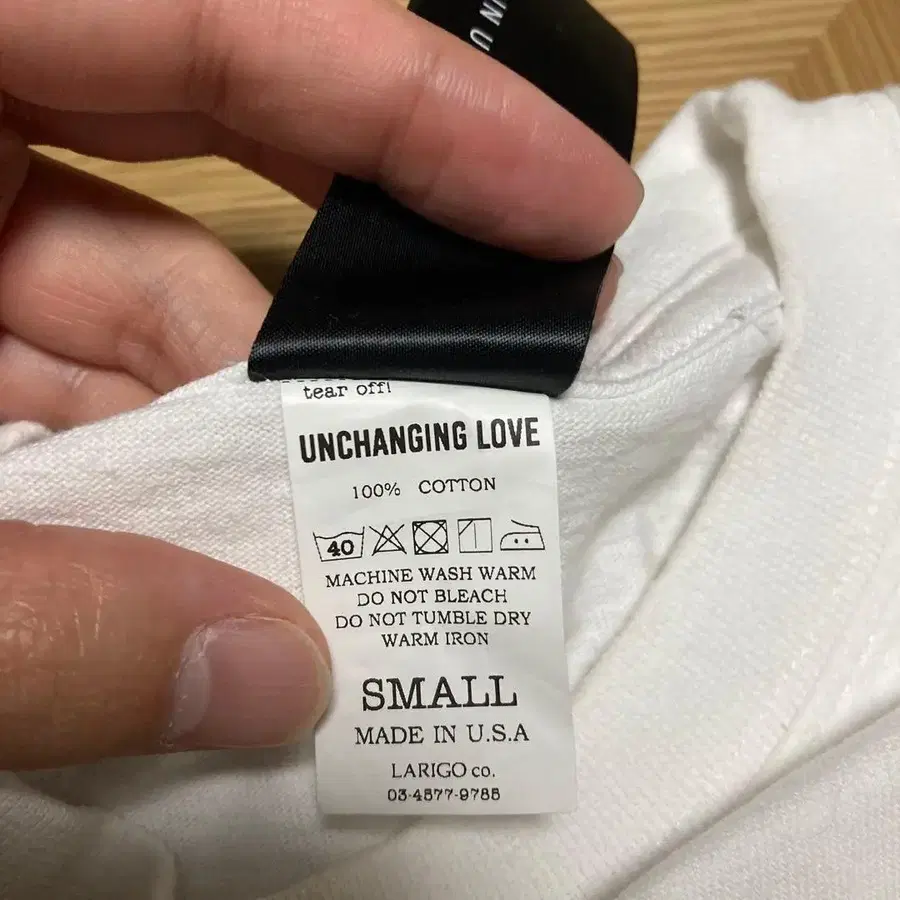 tear off!
UNCHANGING LOVE
100% COTTON
40
MACHINE WASH WARM
DO NOT BLEACH
DO NOT TUMBLE DRY
WARM IRON
SMALL
MADE IN U.S.A
LARIGO co.
03-4577-9785